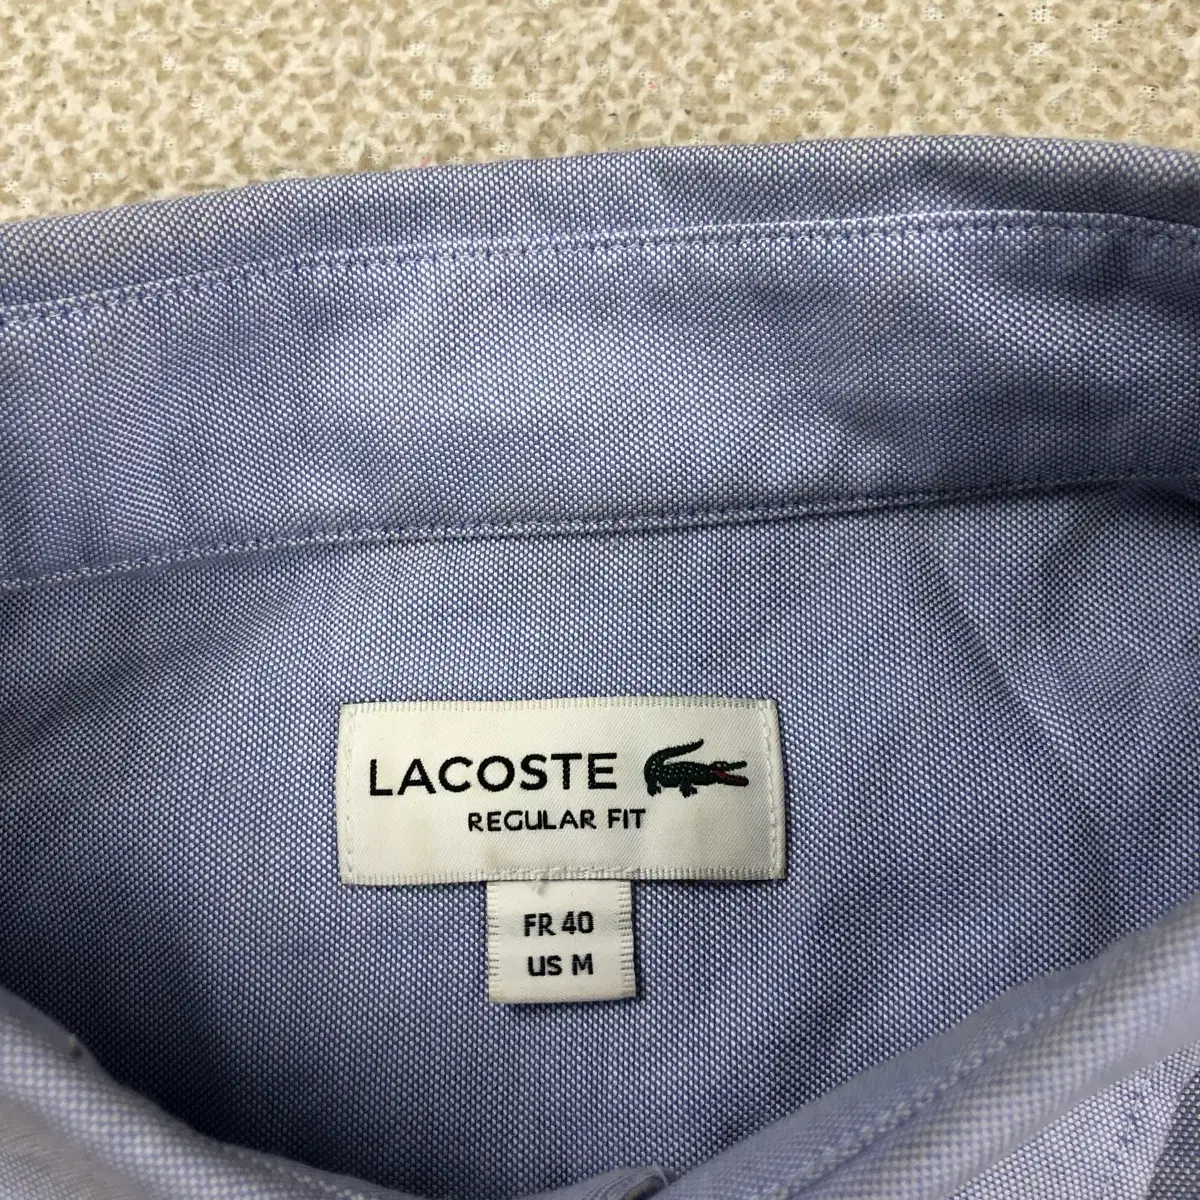 LACOSTE
REGULAR FIT
FR 40
US M